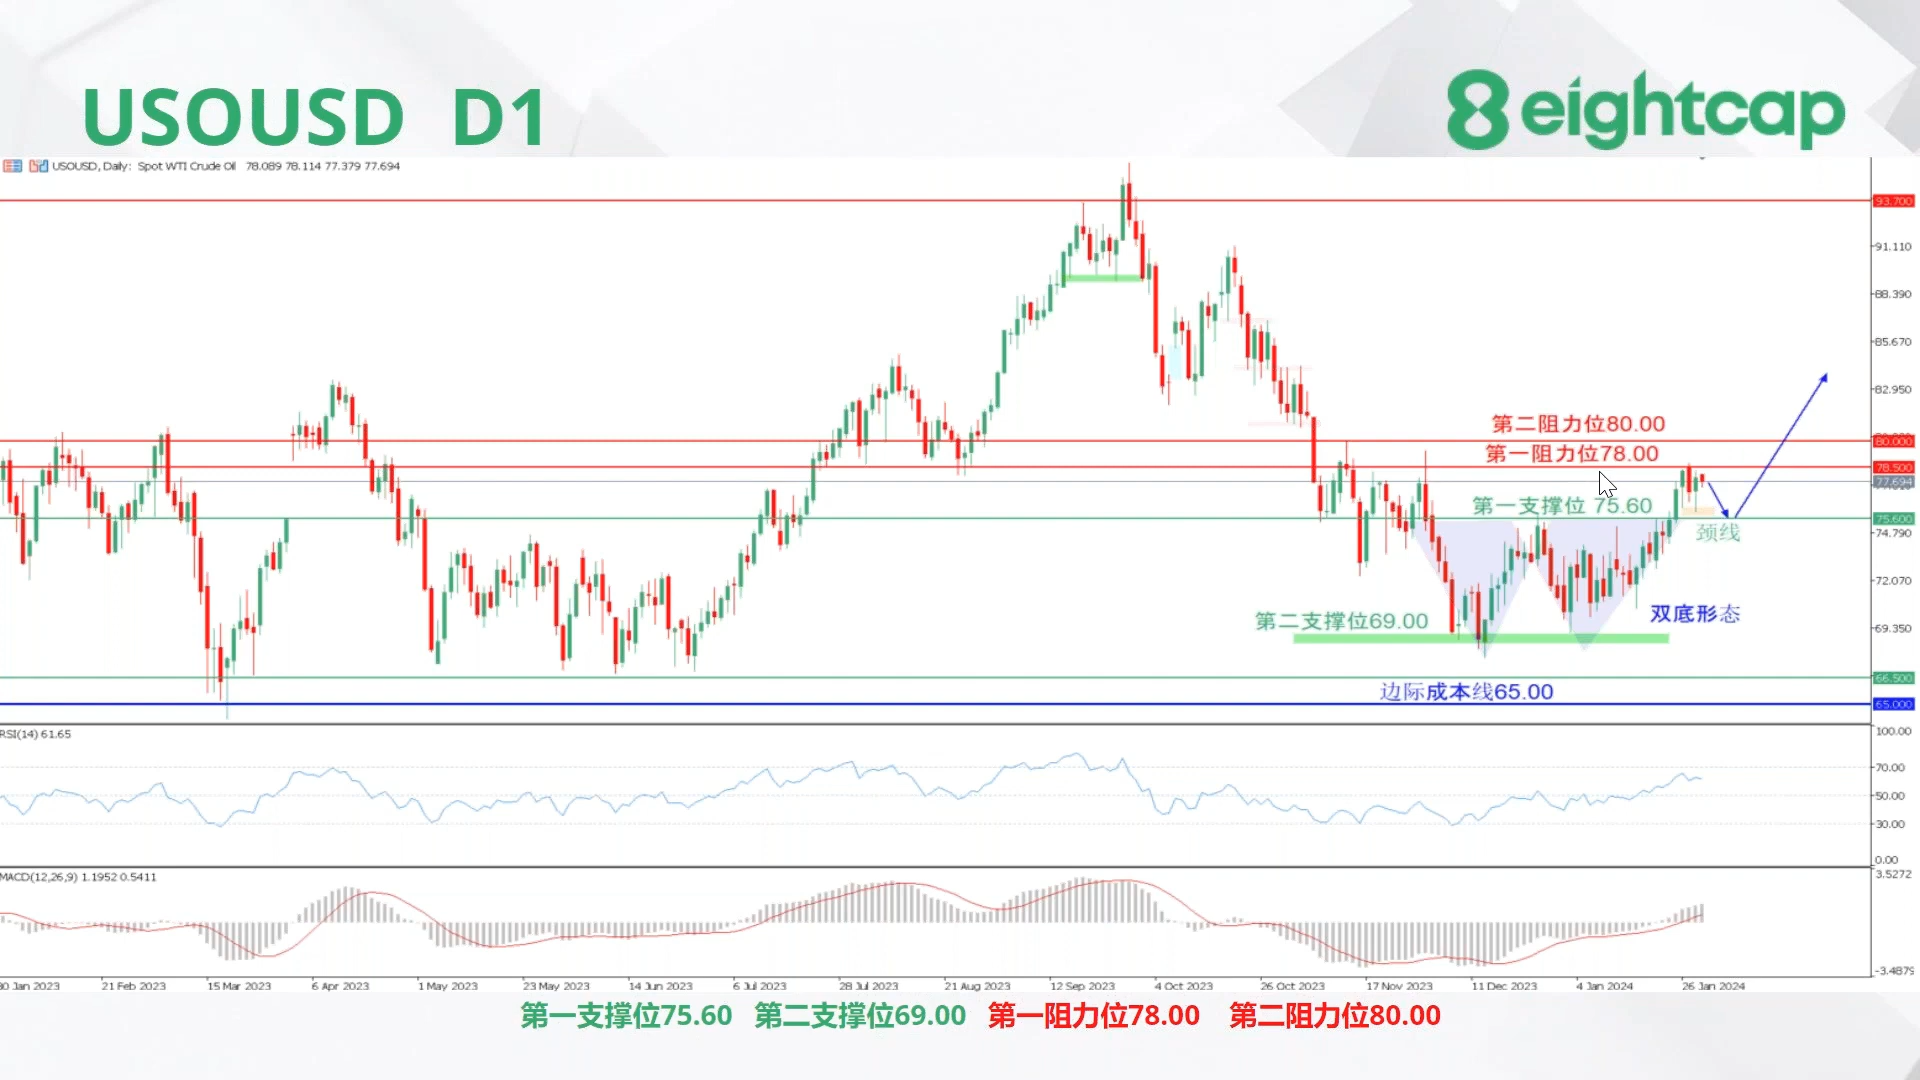 USOUSD D1
8 eightcap
USOUSD, Daily: Spot WTI Crude Oil 78.089 78.114 77.379 77.694
93.700
91.110
88.390
85.670
82.950
第二阻力位80.00
80.000
第一阻力位78.00
78.500
77.694
第一支撑位 75.60
75.600
颈线
74.790
72.070
双底形态
第二支撑位69.00
69.350
66.500
边际成本线65.00
65.000
RSI(14) 61.65
100.00
70.00
50.00
30.00
0.00
MACD(12,26,9) 1.1952 0.5411
3.5272
-3.4879
30 Jan 2023 21 Feb 2023 15 Mar 2023 6 Apr 2023 1 May 2023 23 May 2023 14 Jun 2023 6 Jul 2023 28 Jul 2023 21 Aug 2023 12 Sep 2023 4 Oct 2023 26 Oct 2023 17 Nov 2023 11 Dec 2023 4 Jan 2024 26 Jan 2024
第一支撑位75.60 第二支撑位69.00 第一阻力位78.00 第二阻力位80.00